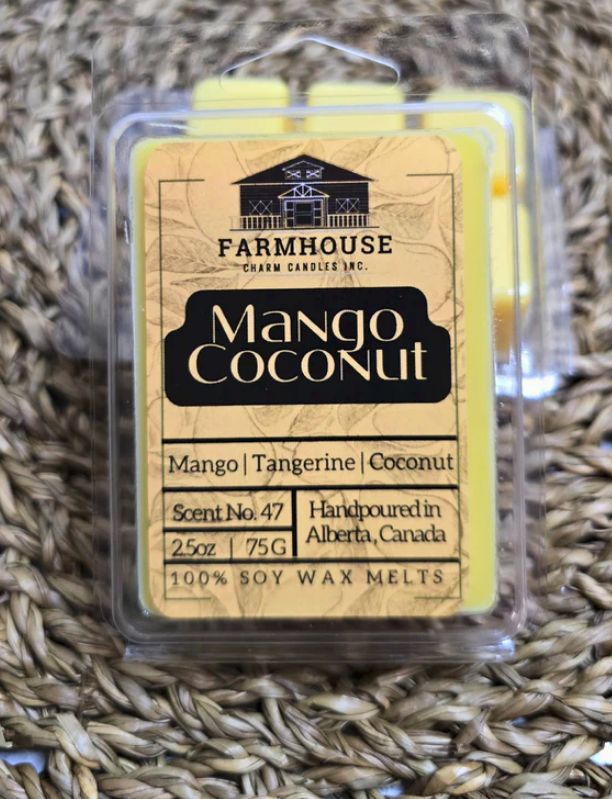 FARMHOUSE
CHARM CANDLES INC.
Mango
Coconut
Mango | Tangerine | Coconut
Scent No. 47
2.5oz | 75G
Handpoured in
Alberta, Canada
100% SOY WAX MELTS